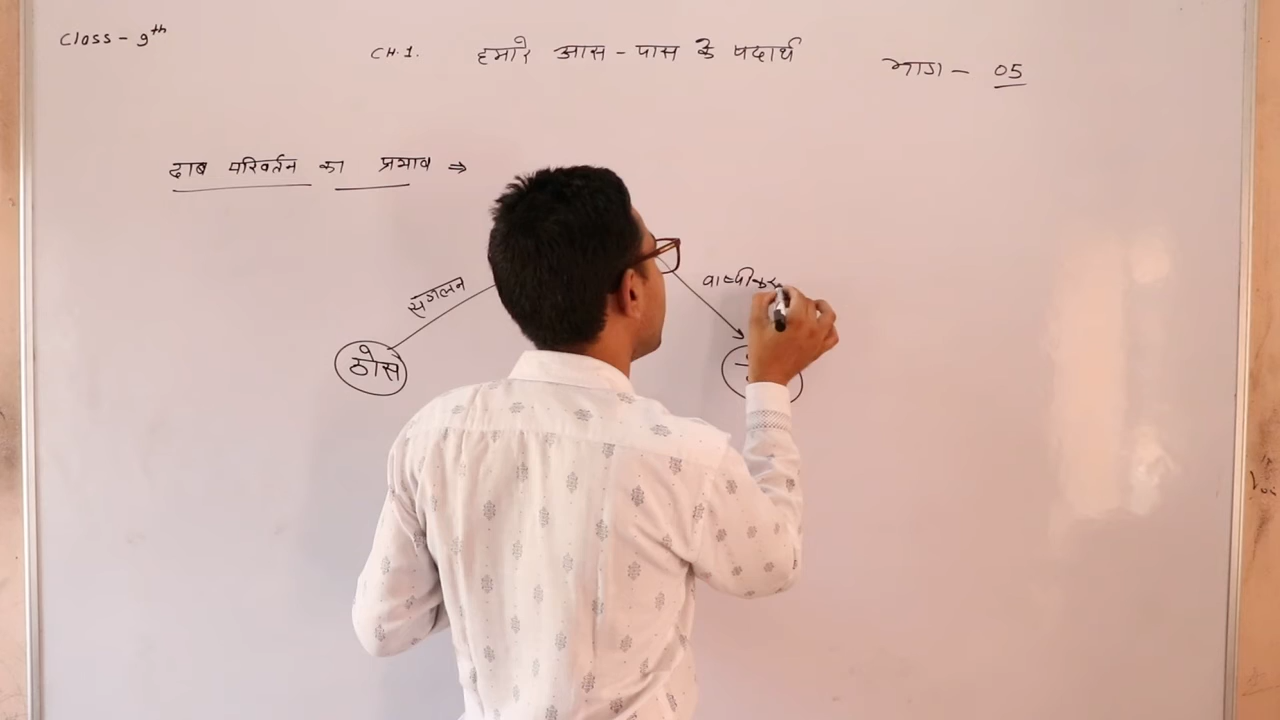 Class - 9th
CH.1. हमारे आस - पास के पदार्थ
भाग - 05
दाब परिवर्तन का प्रभाव ⇒
संगलन
ठोस